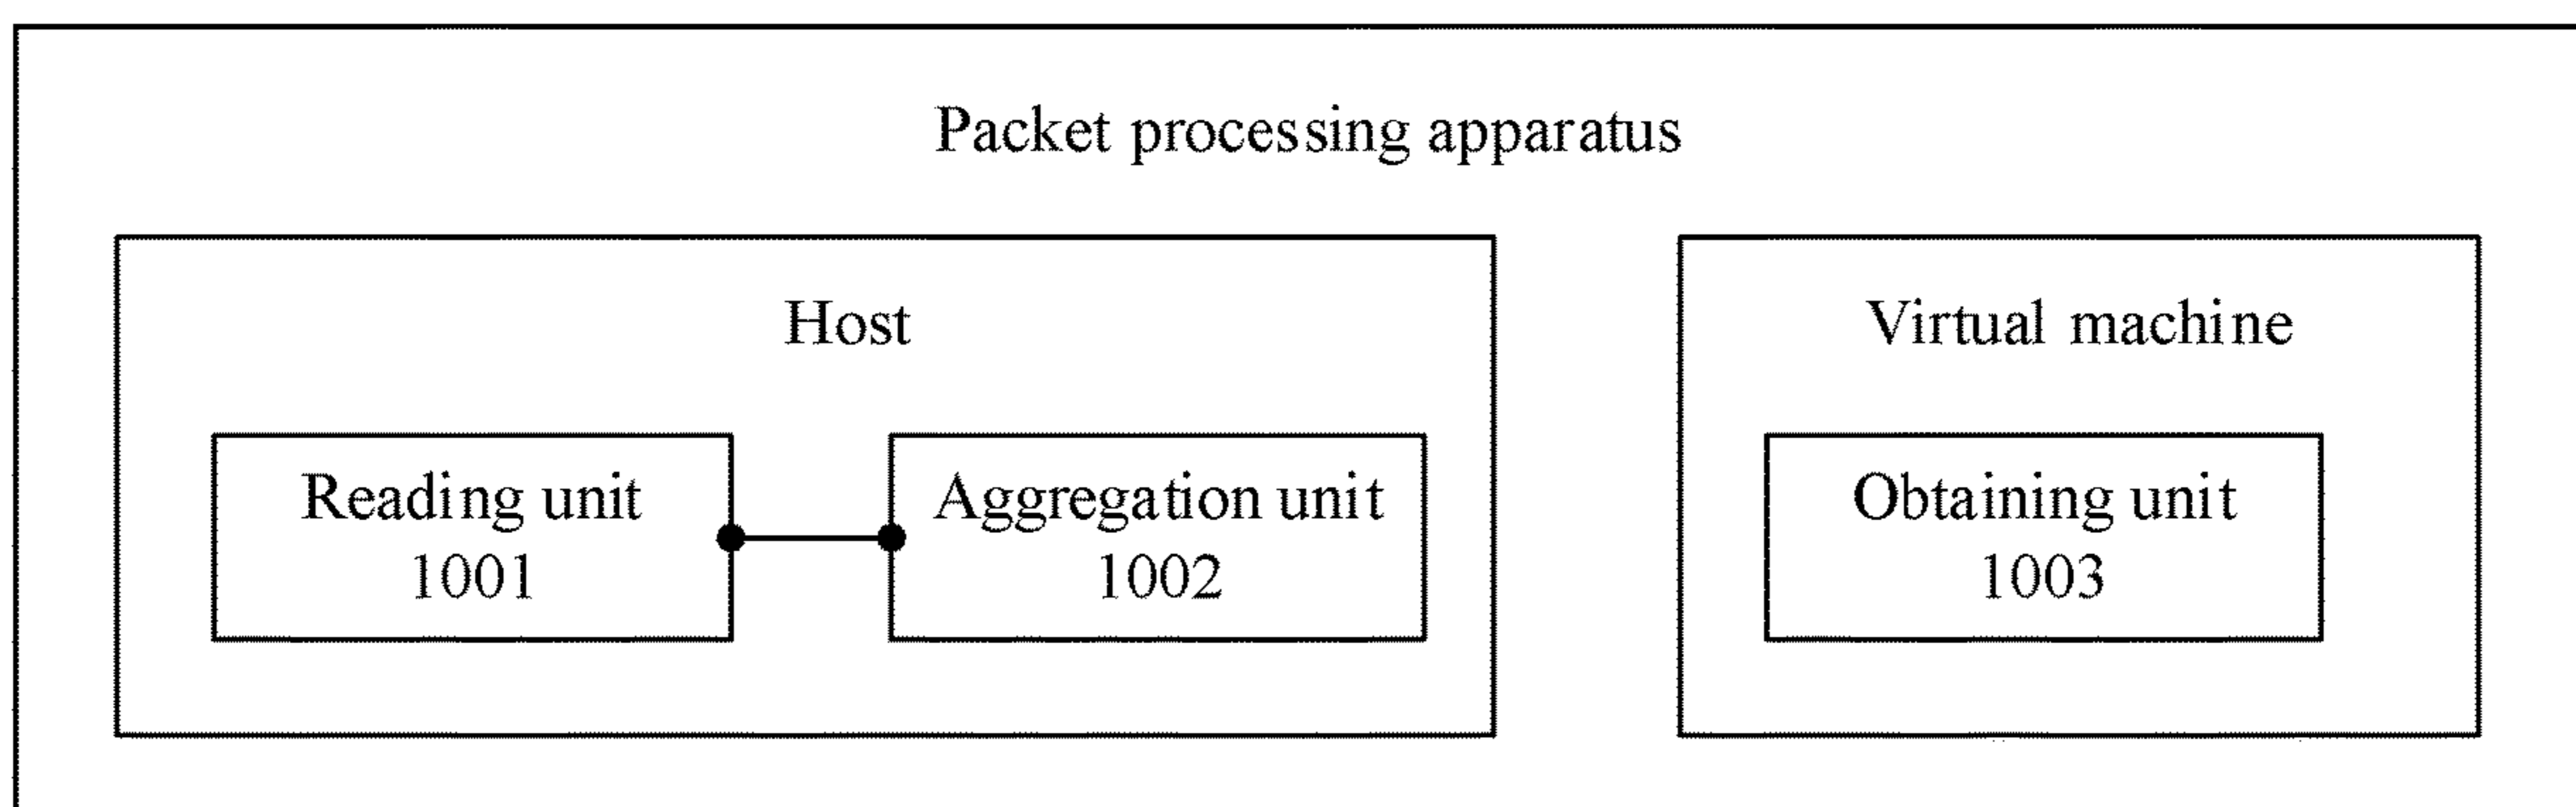 Packet processing apparatus
Host
Virtual machine
Reading unit
1001
Aggregation unit
1002
Obtaining unit
1003